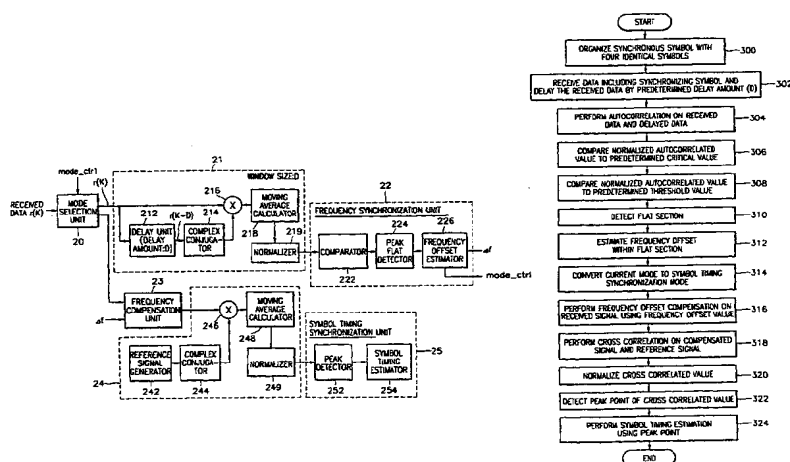 mode_ctrl
r(K)
RECEIVED
DATA r(K)
MODE
SELECTION
UNIT
20
21
WINDOW SIZE:D
212
r(K-D)
214
216
X
DELAY UNIT
(DELAY
AMOUNT:D)
COMPLEX
CONJUGA-
TOR
MOVING
AVERAGE
CALCULATOR
218
219
NORMALIZER
22
FREQUENCY SYNCHRONIZATION
UNIT
224
226
COMPARATOR
222
PEAK
FLAT
DETECTOR
FREQUENCY
OFFSET
ESTIMATOR
Δf
mode_ctrl
23
FREQUENCY
COMPENSATION
UNIT
Δf
246
X
MOVING
AVERAGE
CALCULATOR
248
24
REFERENCE
SIGNAL
GENERATOR
242
COMPLEX
CONJUGA-
TOR
244
NORMALIZER
249
SYMBOL TIMING
SYNCHRONIZATION UNIT
25
PEAK
DETECTOR
252
SYMBOL
TIMING
ESTIMATOR
254
START
ORGANIZE SYNCHRONOUS SYMBOL WITH
FOUR IDENTICAL SYMBOLS
300
RECEIVE DATA INCLUDING SYNCHRONIZING SYMBOL AND
DELAY THE RECEIVED DATA BY PREDETERMINED DELAY AMOUNT (D)
302
PERFORM AUTOCORRELATION ON RECEIVED
DATA AND DELAYED DATA
304
COMPARE NORMALIZED AUTOCORRELATED
VALUE TO PREDETERMINED CRITICAL VALUE
306
COMPARE NORMALIZED AUTOCORRELATED VALUE TO
PREDETERMINED THRESHOLD VALUE
308
DETECT FLAT SECTION
310
ESTIMATE FREQUENCY OFFSET
WITHIN FLAT SECTION
312
CONVERT CURRENT MODE TO SYMBOL TIMING
SYNCHRONIZATION MODE
314
PERFORM FREQUENCY OFFSET COMPENSATION ON
RECEIVED SIGNAL USING FREQUENCY OFFSET VALUE
316
PERFORM CROSS CORRELATION ON COMPENSATED
SIGNAL AND REFERENCE SIGNAL
318
NORMALIZE CROSS CORRELATED VALUE
320
DETECT PEAK POINT OF CROSS CORRELATED VALUE
322
PERFORM SYMBOL TIMING ESTIMATION
USING PEAK POINT
324
END